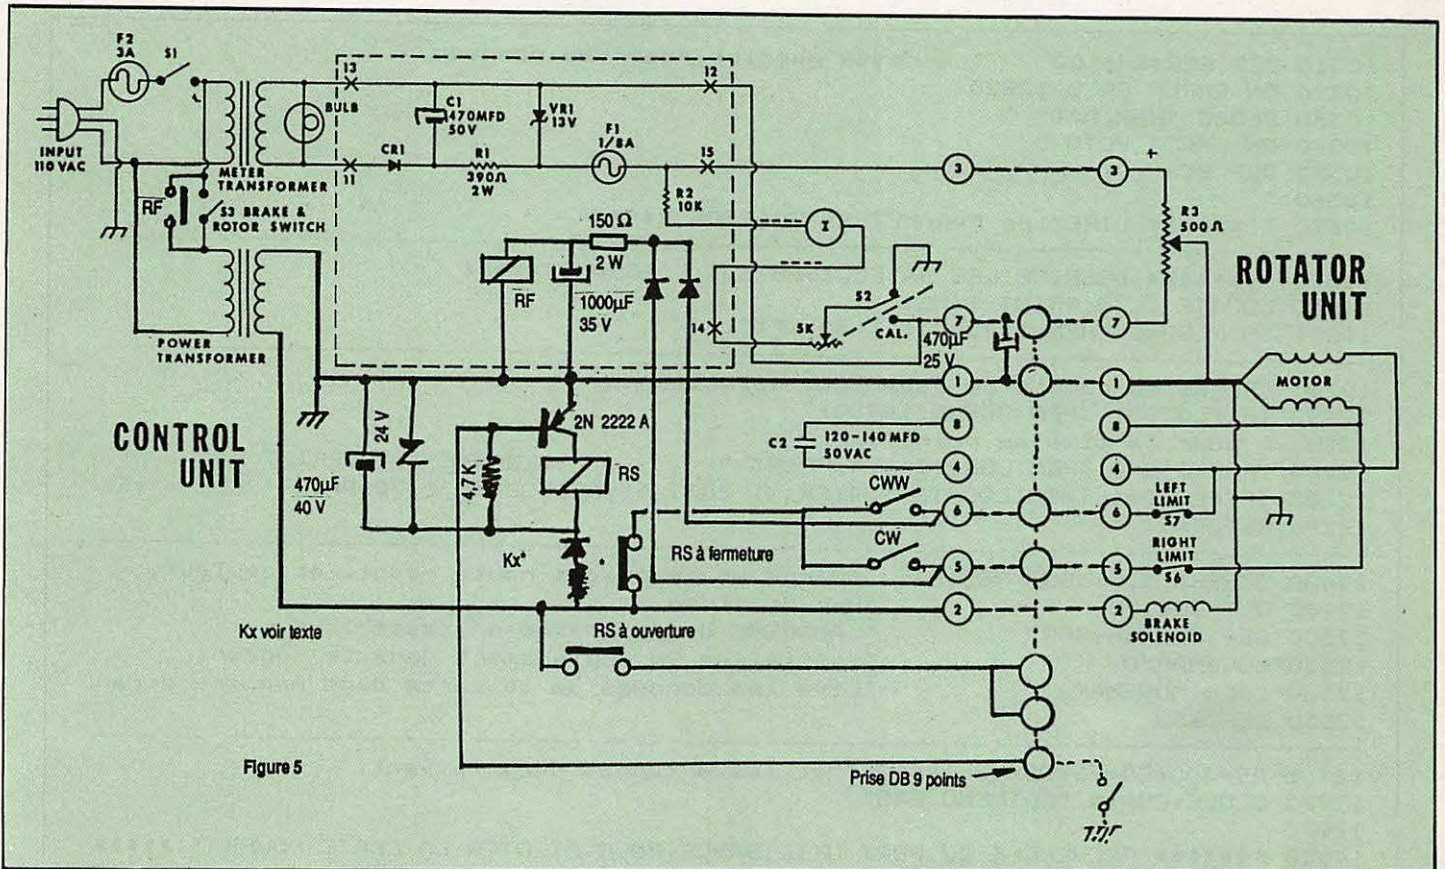 F2
3A
S1
INPUT
110 VAC
BULB
METER
TRANSFORMER
RF
S3 BRAKE &
ROTOR SWITCH
POWER
TRANSFORMER
13
12
C1
470MFD
50V
VR1
13V
F1
1/8A
CR1
R1
390Ω
2W
11
15
R2
10K
I
150 Ω
2 W
RF
1000µF
35 V
14
5K
S2
CAL.
3
3
+
R3
500Ω
ROTATOR
UNIT
7
7
470µF
25 V
1
1
MOTOR
CONTROL
UNIT
24 V
470µF
40 V
4,7K
2N 2222 A
RS
C2
120-140 MFD
50VAC
8
8
4
4
CWW
6
6
LEFT
LIMIT
S7
CW
5
5
RIGHT
LIMIT
S6
Kx*
RS à fermeture
2
2
BRAKE
SOLENOID
Kx voir texte
RS à ouverture
Figure 5
Prise DB 9 points